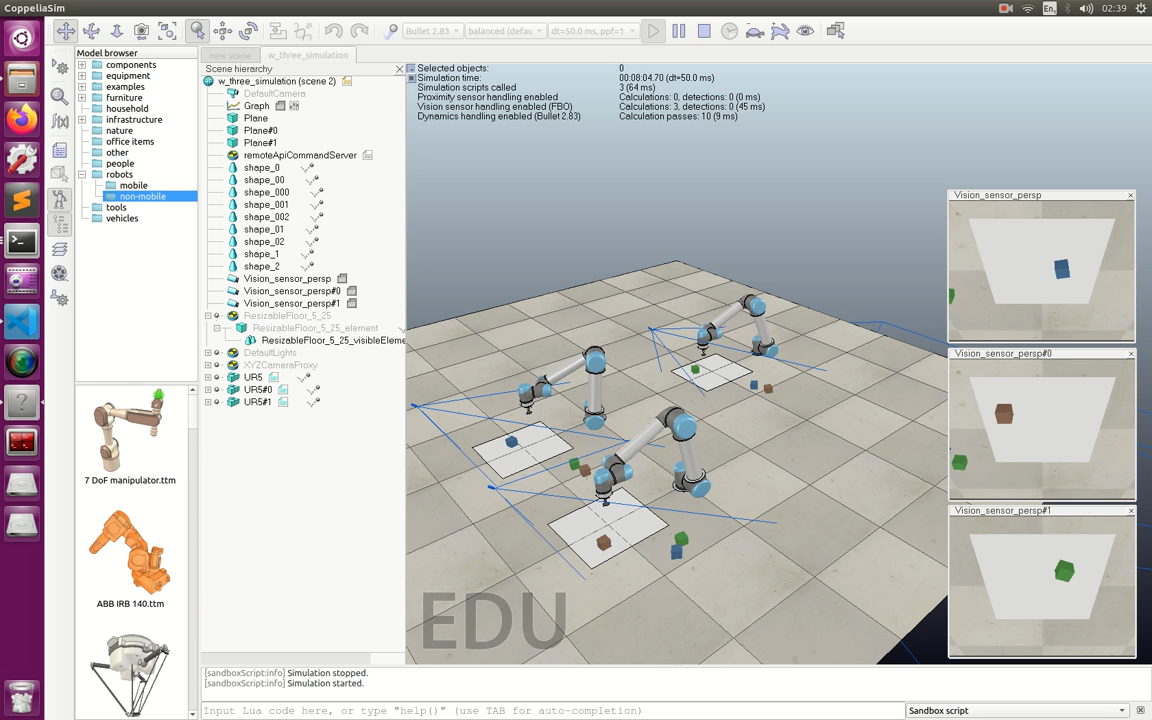 CoppeliaSim
En
02:39
Bullet 2.83
balanced (defau
dt=50.0 ms, ppf=1
Model browser
components
equipment
examples
furniture
household
infrastructure
nature
office items
other
people
robots
mobile
non-mobile
tools
vehicles
7 DoF manipulator.ttm
ABB IRB 140.ttm
new scene
w_three_simulation
Scene hierarchy
w_three_simulation (scene 2)
DefaultCamera
Graph
Plane
Plane#0
Plane#1
remoteApiCommandServer
shape_0
shape_00
shape_000
shape_001
shape_002
shape_01
shape_02
shape_1
shape_2
Vision_sensor_persp
Vision_sensor_persp#0
Vision_sensor_persp#1
ResizableFloor_5_25
ResizableFloor_5_25_element
ResizableFloor_5_25_visibleEleme
DefaultLights
XYZCameraProxy
UR5
UR5#0
UR5#1
Selected objects: 0
Simulation time: 00:08:04.70 (dt=50.0 ms)
Simulation scripts called 3 (64 ms)
Proximity sensor handling enabled Calculations: 0, detections: 0 (0 ms)
Vision sensor handling enabled (FBO) Calculations: 3, detections: 0 (45 ms)
Dynamics handling enabled (Bullet 2.83) Calculation passes: 10 (9 ms)
Vision_sensor_persp
Vision_sensor_persp#0
Vision_sensor_persp#1
EDU
[sandboxScript:info] Simulation stopped.
[sandboxScript:info] Simulation started.
Input Lua code here, or type "help()" (use TAB for auto-completion)
Sandbox script